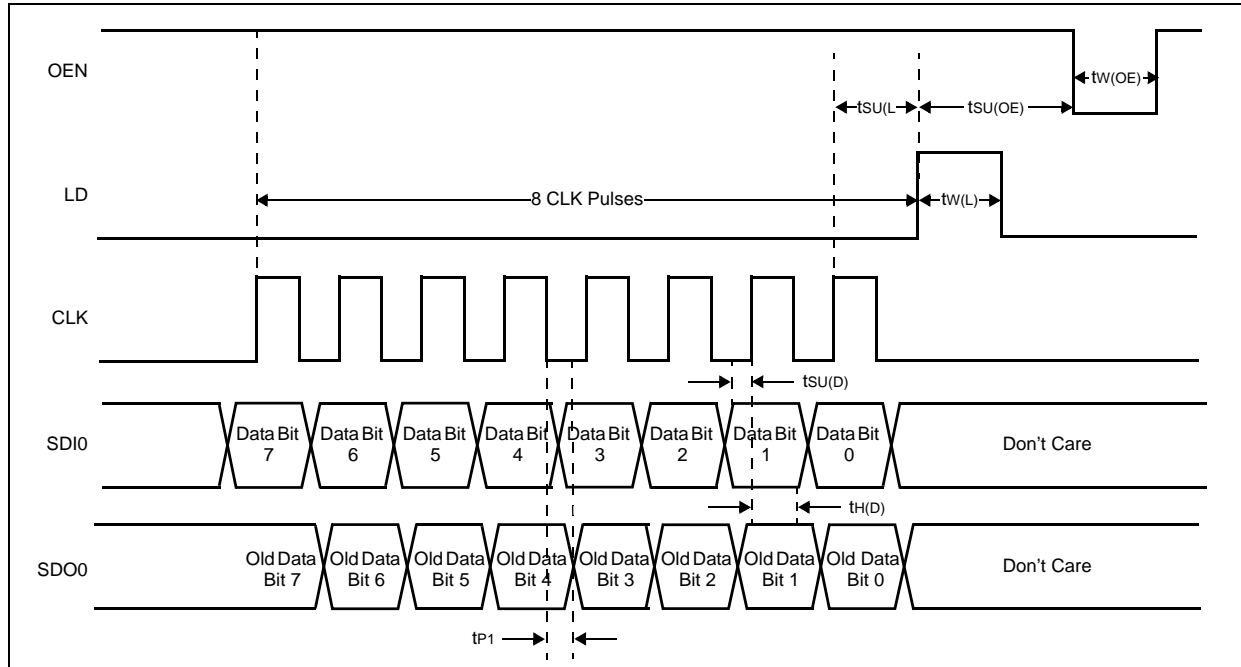 OEN
tW(OE)
tSU(L
tSU(OE)
LD
8 CLK Pulses
tW(L)
CLK
tSU(D)
SDI0
Data Bit
7
Data Bit
6
Data Bit
5
Data Bit
4
Data Bit
3
Data Bit
2
Data Bit
1
Data Bit
0
Don't Care
tH(D)
SDO0
Old Data
Bit 7
Old Data
Bit 6
Old Data
Bit 5
Old Data
Bit 4
Old Data
Bit 3
Old Data
Bit 2
Old Data
Bit 1
Old Data
Bit 0
Don't Care
tP1